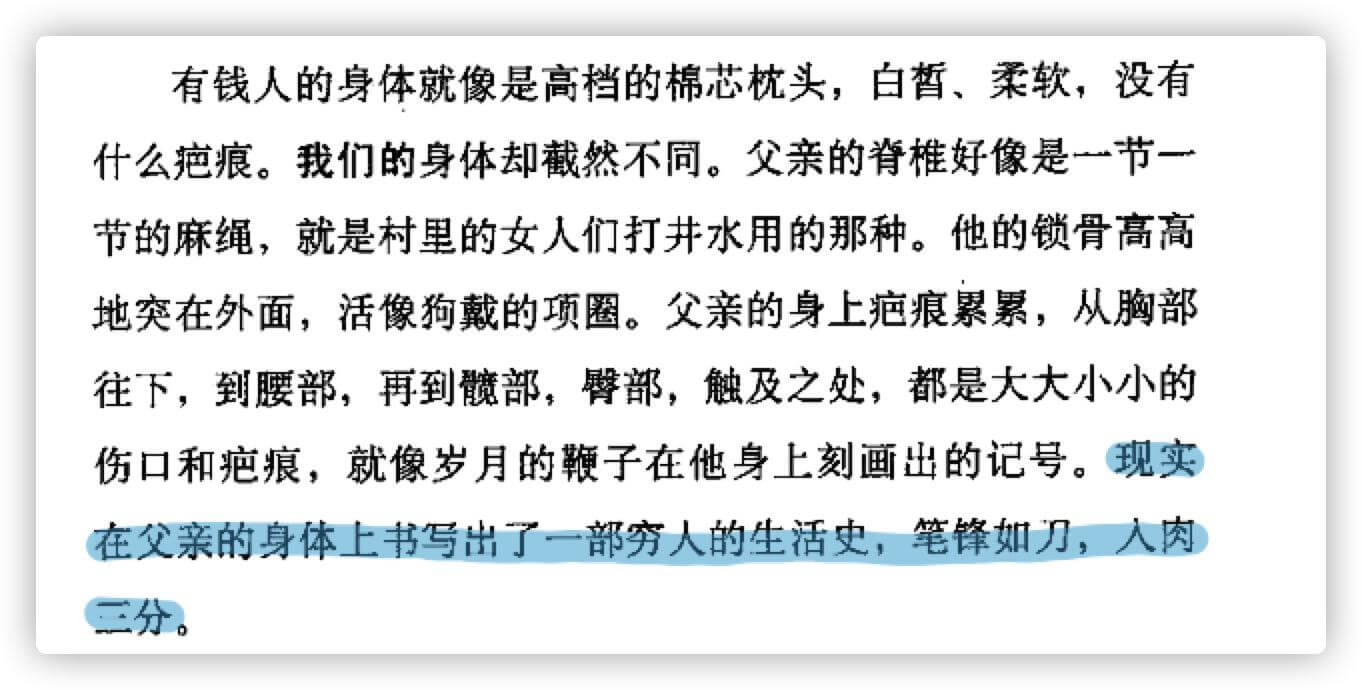 有钱人的身体就像是高档的棉芯枕头，白皙、柔软，没有
什么疤痕。我们的身体却截然不同。父亲的脊椎好像是一节一
节的麻绳，就是村里的女人们打井水用的那种。他的锁骨高高
地突在外面，活像狗戴的项圈。父亲的身上疤痕累累，从胸部
往下，到腰部，再到髋部，臀部，触及之处，都是大大小小的
伤口和疤痕，就像岁月的鞭子在他身上刻画出的记号。现实
在父亲的身体上书写出了一部穷人的生活史，笔锋如刀，入肉
三分。